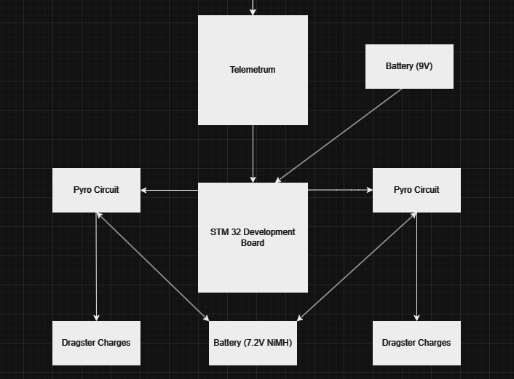 Telemetrum
Battery (9V)
Pyro Circuit
Pyro Circuit
STM 32 Development
Board
Dragster Charges
Battery (7.2V NiMH)
Dragster Charges